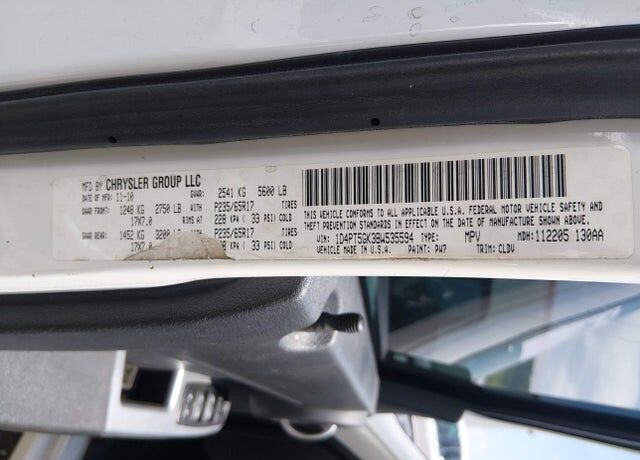 MFD BY CHRYSLER GROUP LLC
DATE OF MFR: 11-10 GVWR: 2541 KG 5600 LB
GAWR FRONT: 1248 KG 2750 LB WITH P235/65R17 TIRES
17X7.0 RIMS AT 228 KPA ( 33 PSI) COLD
GAWR REAR: 1452 KG 3200 LB P235/65R17 TIRES
17X7.0 KPA ( 33 PSI) COLD
THIS VEHICLE CONFORMS TO ALL APPLICABLE U.S.A. FEDERAL MOTOR VEHICLE SAFETY AND
THEFT PREVENTION STANDARDS IN EFFECT ON THE DATE OF MANUFACTURE SHOWN ABOVE.
VIN: 1D4PT5GK3BW535594 TYPE: MPV MDH: 112205 130AA
VEHICLE MADE IN U.S.A. PAINT: PW7 TRIM: CLDV